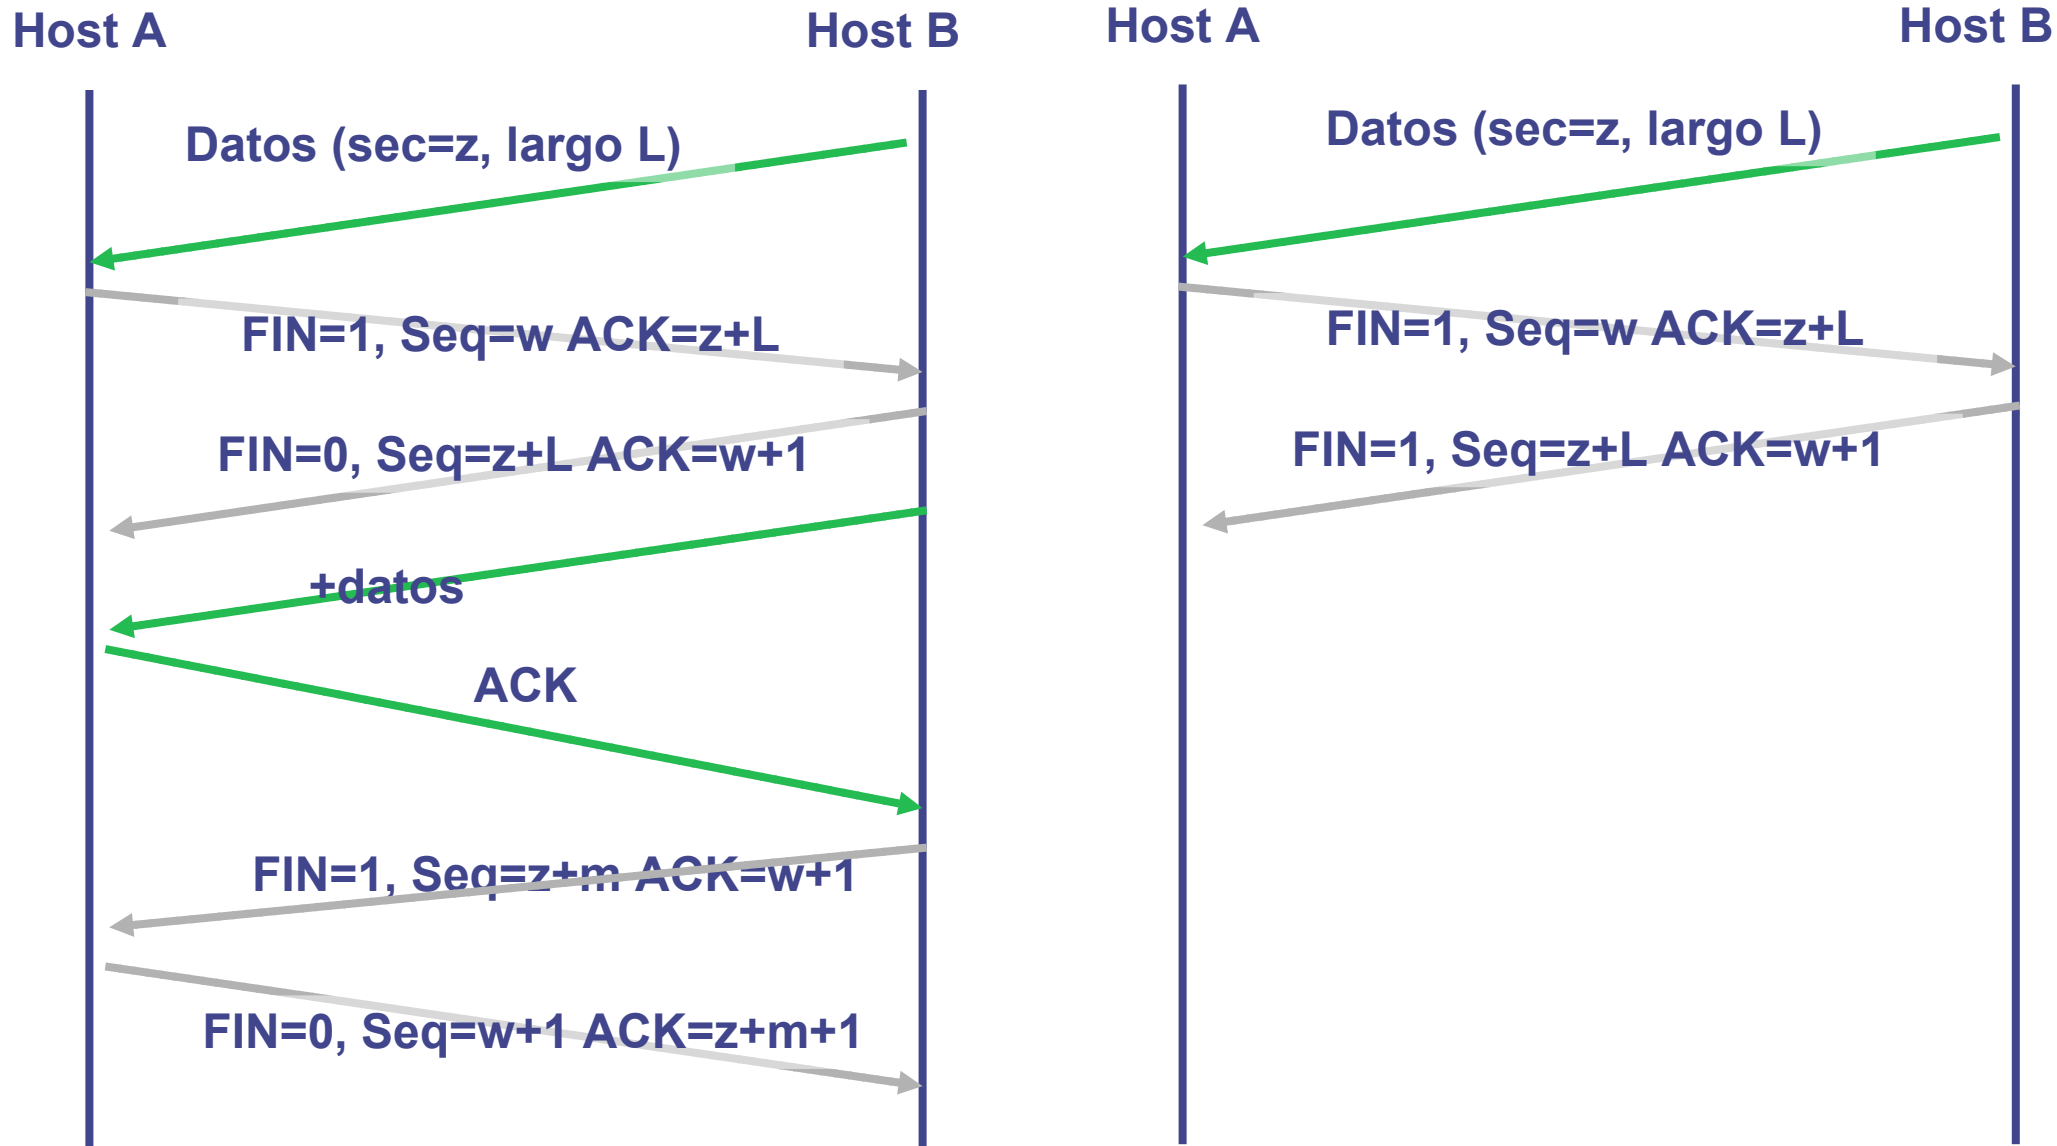 Host A
Host B
Datos (sec=z, largo L)
FIN=1, Seq=w ACK=z+L
FIN=0, Seq=z+L ACK=w+1
+datos
ACK
FIN=1, Seq=z+m ACK=w+1
FIN=0, Seq=w+1 ACK=z+m+1
Host A
Host B
Datos (sec=z, largo L)
FIN=1, Seq=w ACK=z+L
FIN=1, Seq=z+L ACK=w+1